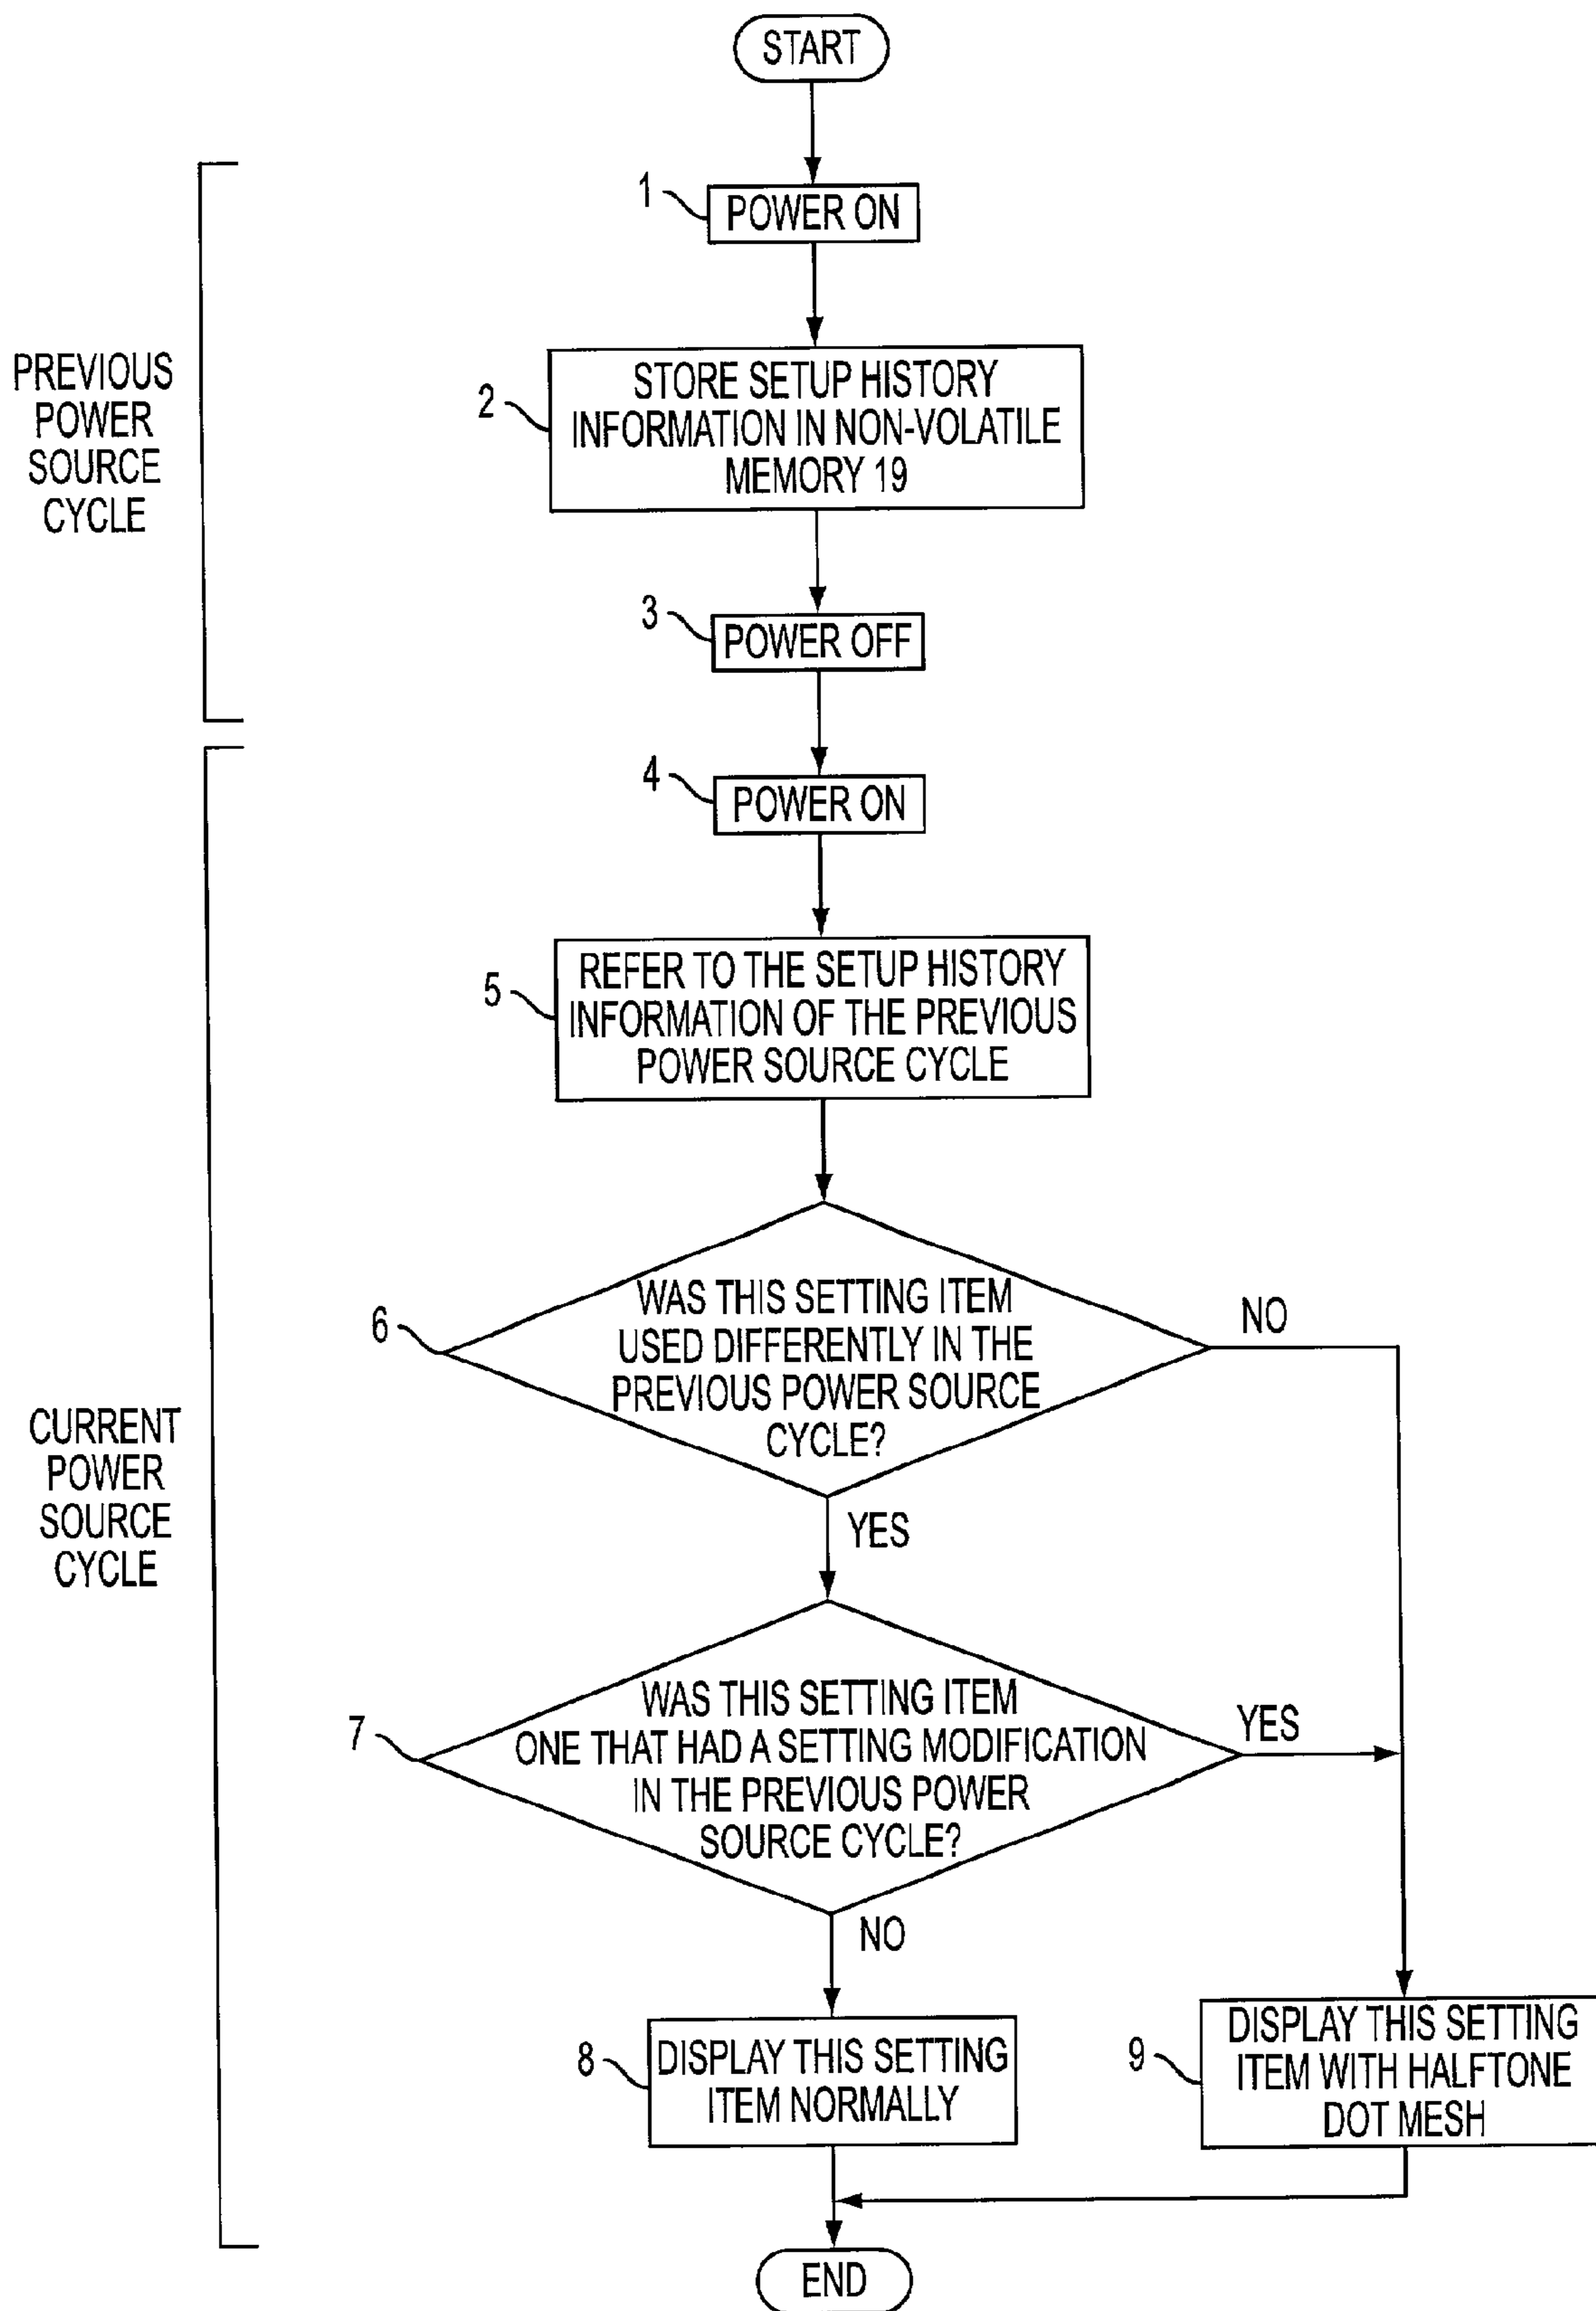 START
1
POWER ON
PREVIOUS
POWER
SOURCE
CYCLE
2
STORE SETUP HISTORY
INFORMATION IN NON-VOLATILE
MEMORY 19
3
POWER OFF
4
POWER ON
5
REFER TO THE SETUP HISTORY
INFORMATION OF THE PREVIOUS
POWER SOURCE CYCLE
CURRENT
POWER
SOURCE
CYCLE
6
WAS THIS SETTING ITEM
USED DIFFERENTLY IN THE
PREVIOUS POWER SOURCE
CYCLE?
NO
YES
7
WAS THIS SETTING ITEM
ONE THAT HAD A SETTING MODIFICATION
IN THE PREVIOUS POWER
SOURCE CYCLE?
YES
NO
8
DISPLAY THIS SETTING
ITEM NORMALLY
9
DISPLAY THIS SETTING
ITEM WITH HALFTONE
DOT MESH
END